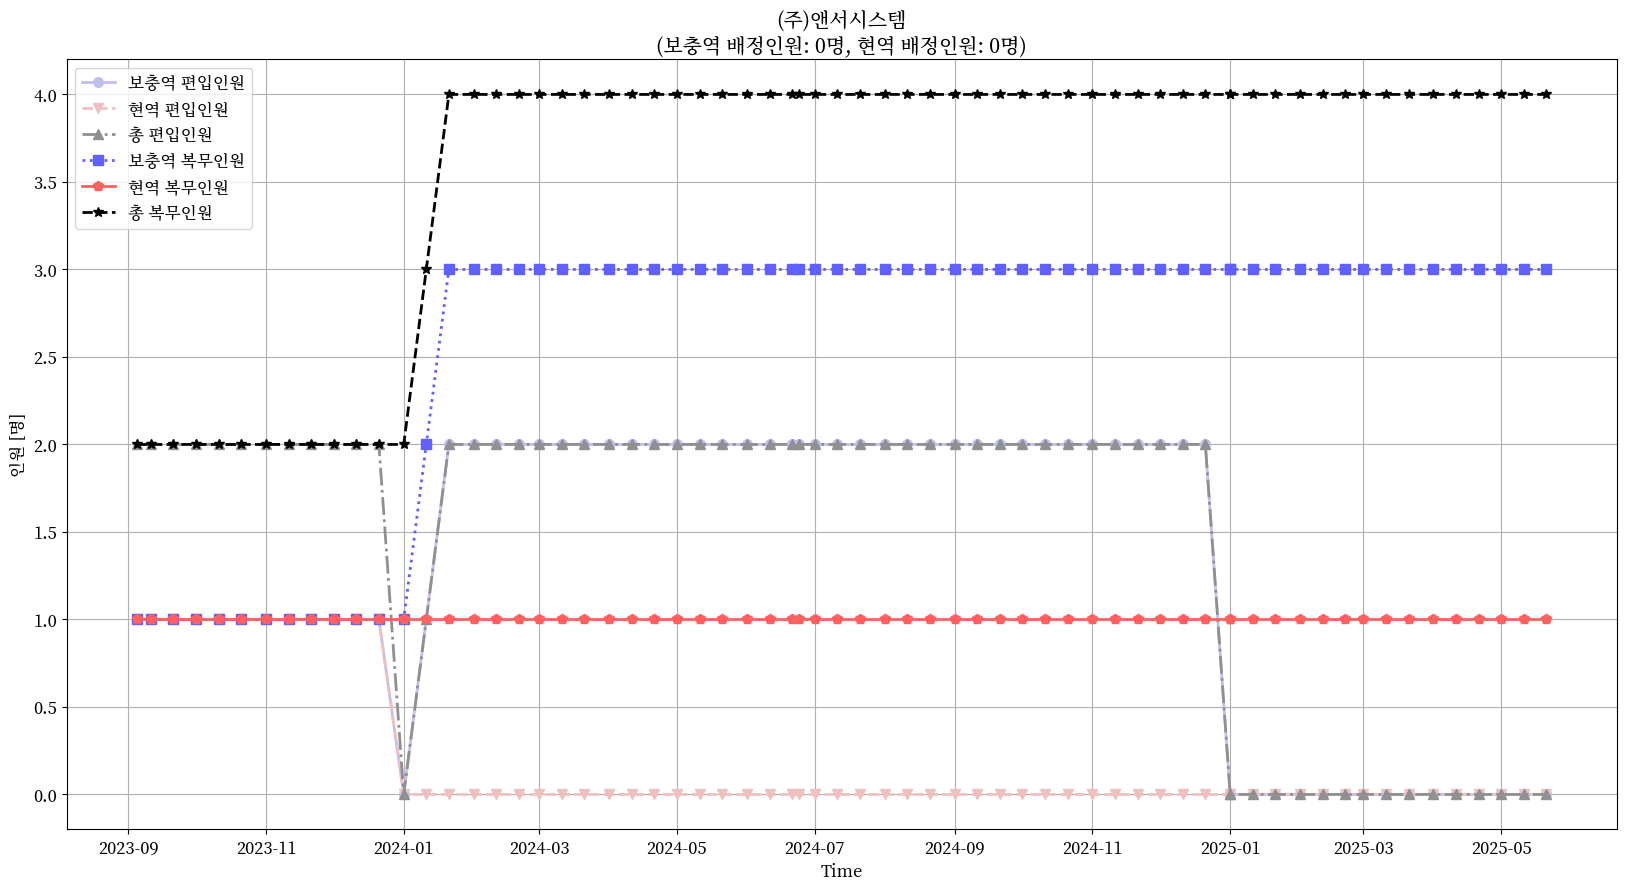 (주)앤서시스템
(보충역 배정인원: 0명, 현역 배정인원: 0명)
보충역 편입인원
현역 편입인원
총 편입인원
보충역 복무인원
현역 복무인원
총 복무인원
4.0
3.5
3.0
2.5
2.0
1.5
1.0
0.5
0.0
인원 [명]
2023-09
2023-11
2024-01
2024-03
2024-05
2024-07
2024-09
2024-11
2025-01
2025-03
2025-05
Time